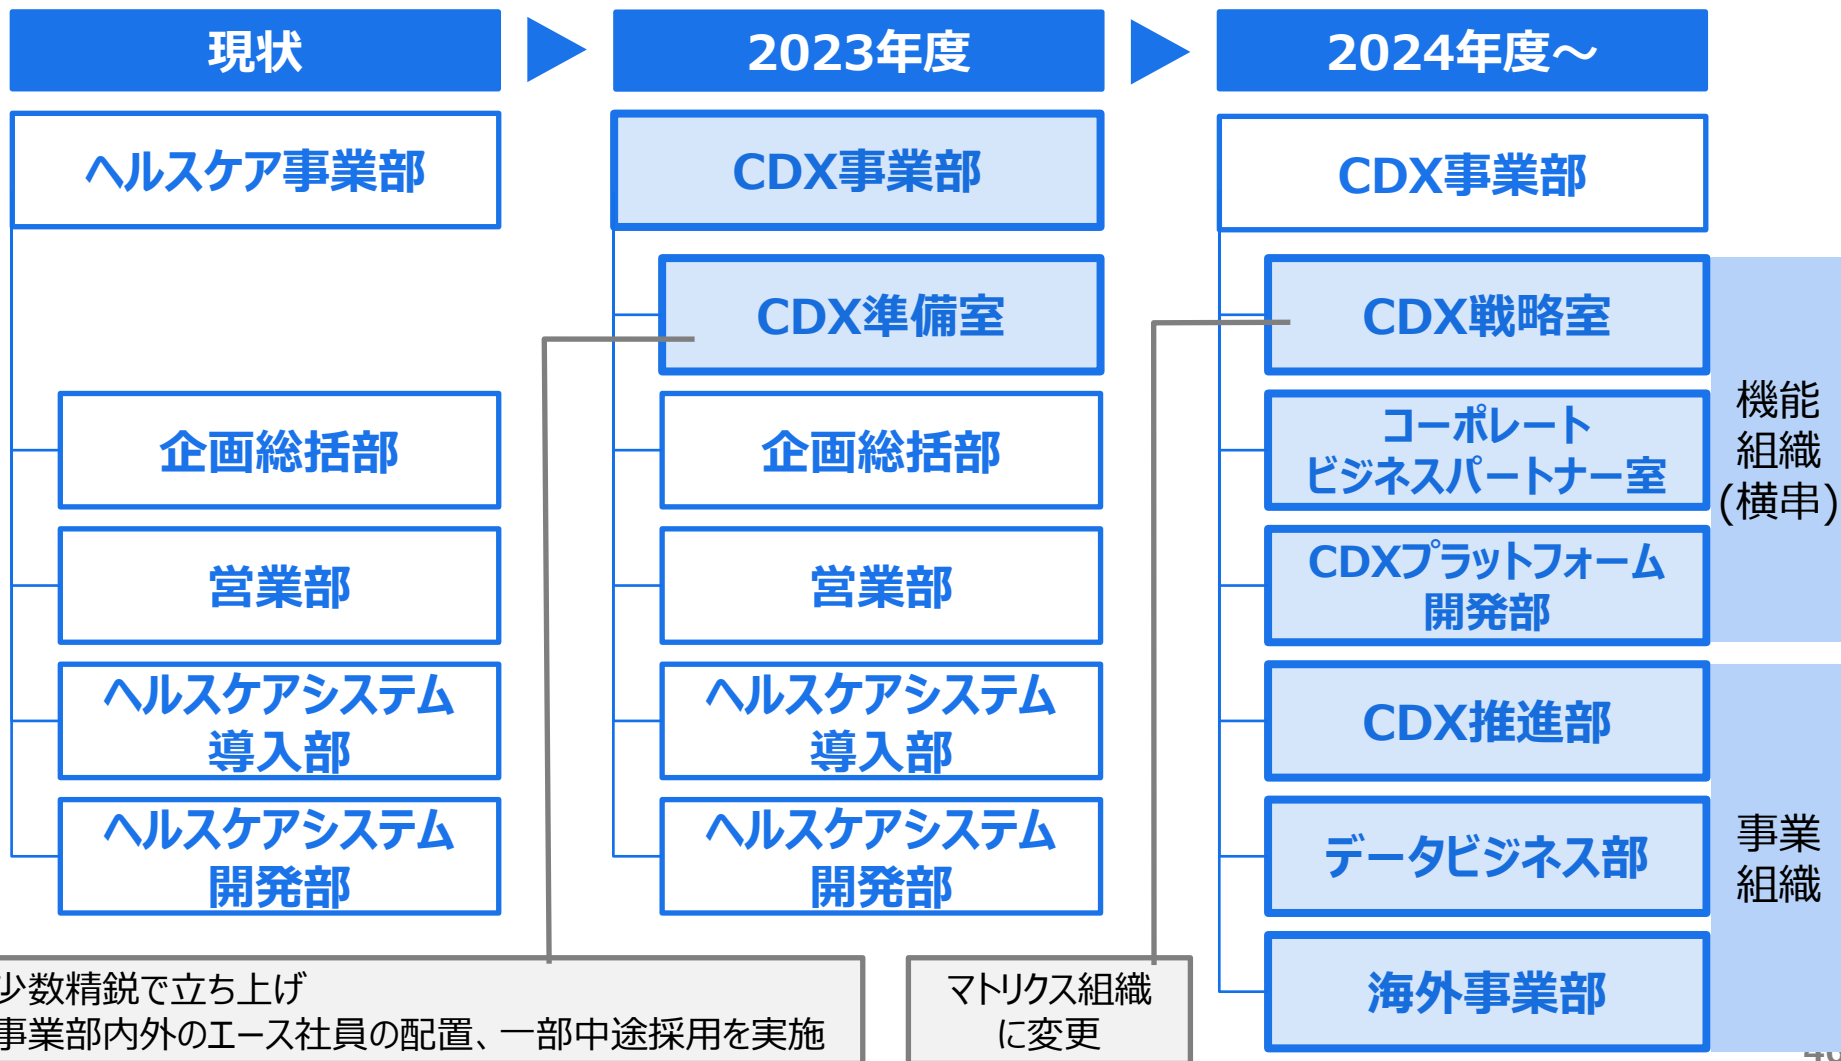 現状
2023年度
2024年度～
ヘルスケア事業部
企画総括部
営業部
ヘルスケアシステム
導入部
ヘルスケアシステム
開発部
CDX事業部
CDX準備室
企画総括部
営業部
ヘルスケアシステム
導入部
ヘルスケアシステム
開発部
CDX事業部
CDX戦略室
コーポレート
ビジネスパートナー室
CDXプラットフォーム
開発部
CDX推進部
データビジネス部
海外事業部
機能
組織
(横串)
事業
組織
少数精鋭で立ち上げ
事業部内外のエース社員の配置、一部中途採用を実施
マトリクス組織
に変更